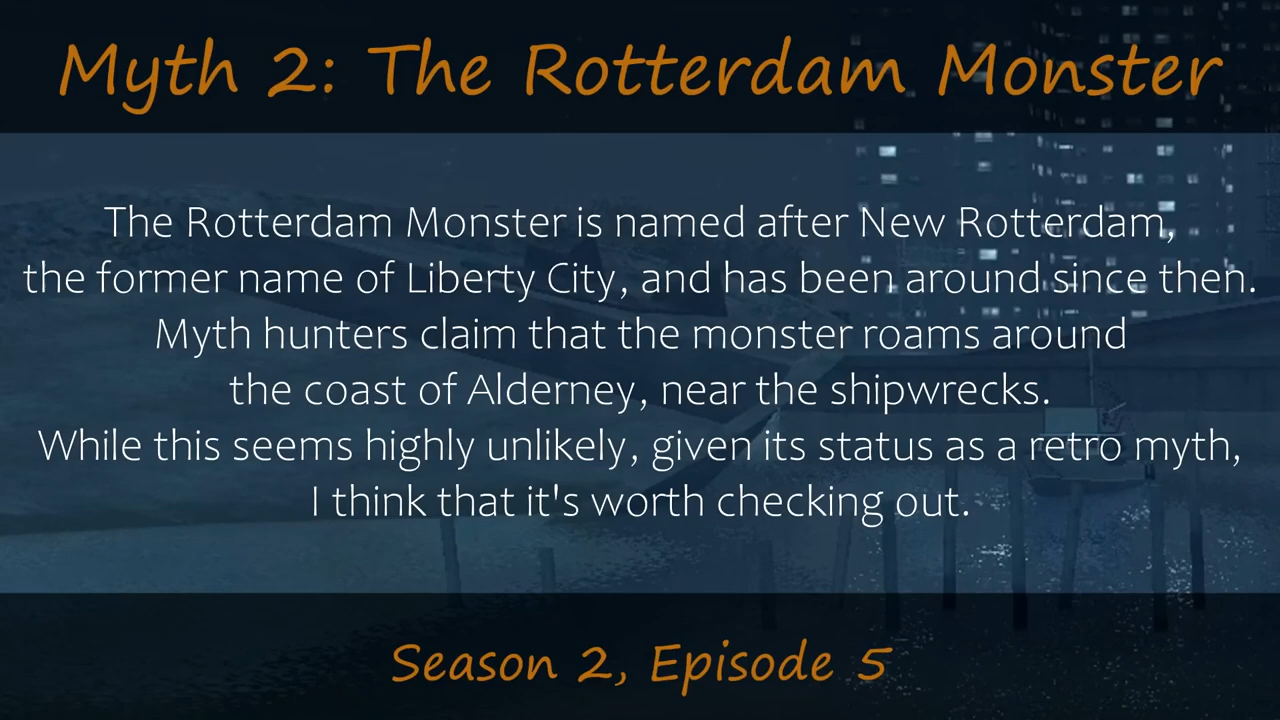 Myth 2: The Rotterdam Monster
The Rotterdam Monster is named after New Rotterdam,
the former name of Liberty City, and has been around since then.
Myth hunters claim that the monster roams around
the coast of Alderney, near the shipwrecks.
While this seems highly unlikely, given its status as a retro myth,
I think that it's worth checking out.
Season 2, Episode 5